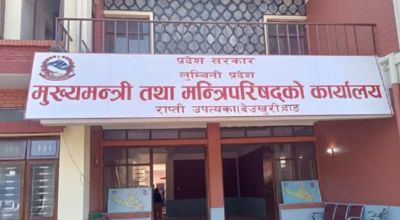 प्रदेश सरकार
लुम्बिनी प्रदेश
मुख्यमन्त्री तथा मन्त्रिपरिषद्को कार्यालय
राप्ती उपत्यका(देउखुरी)दाङ